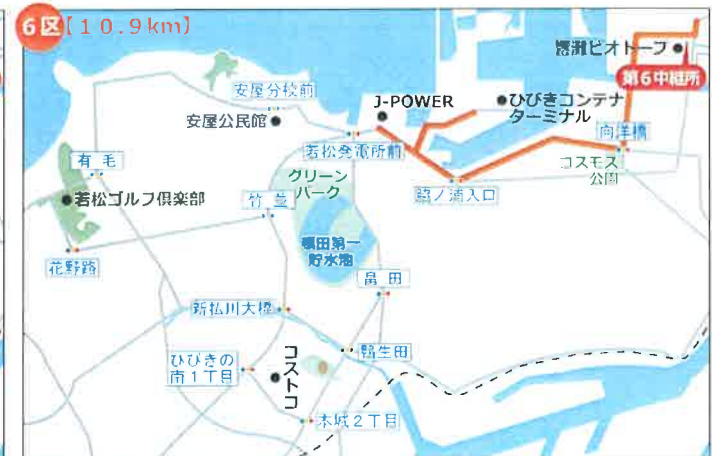 6区【10.9km】
響灘ビオトープ
第6中継所
安屋分校前
安屋公民館
J-POWER
ひびきコンテナ
ターミナル
若松発電所前
向洋橋
コスモス
公園
有毛
若松ゴルフ倶楽部
竹並
グリーン
パーク
脇ノ浦入口
頓田第一
貯水池
花野路
畠田
新払川大橋
鴨生田
ひびきの
南1丁目
コストコ
本城2丁目